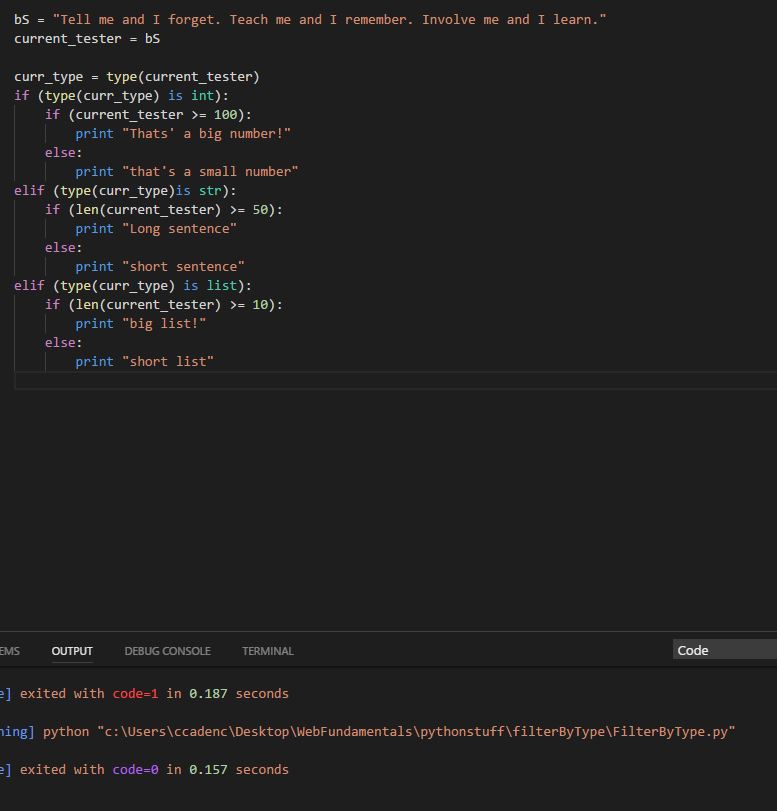 bS = "Tell me and I forget. Teach me and I remember. Involve me and I learn."
current_tester = bS
curr_type = type(current_tester)
if (type(curr_type) is int):
    if (current_tester >= 100):
        print "Thats' a big number!"
    else:
        print "that's a small number"
elif (type(curr_type)is str):
    if (len(current_tester) >= 50):
        print "Long sentence"
    else:
        print "short sentence"
elif (type(curr_type) is list):
    if (len(current_tester) >= 10):
        print "big list!"
    else:
        print "short list"
EMS OUTPUT DEBUG CONSOLE TERMINAL Code
e] exited with code=1 in 0.187 seconds
ning] python "c:\Users\ccadenc\Desktop\WebFundamentals\pythonstuff\filterByType\FilterByType.py"
e] exited with code=0 in 0.157 seconds